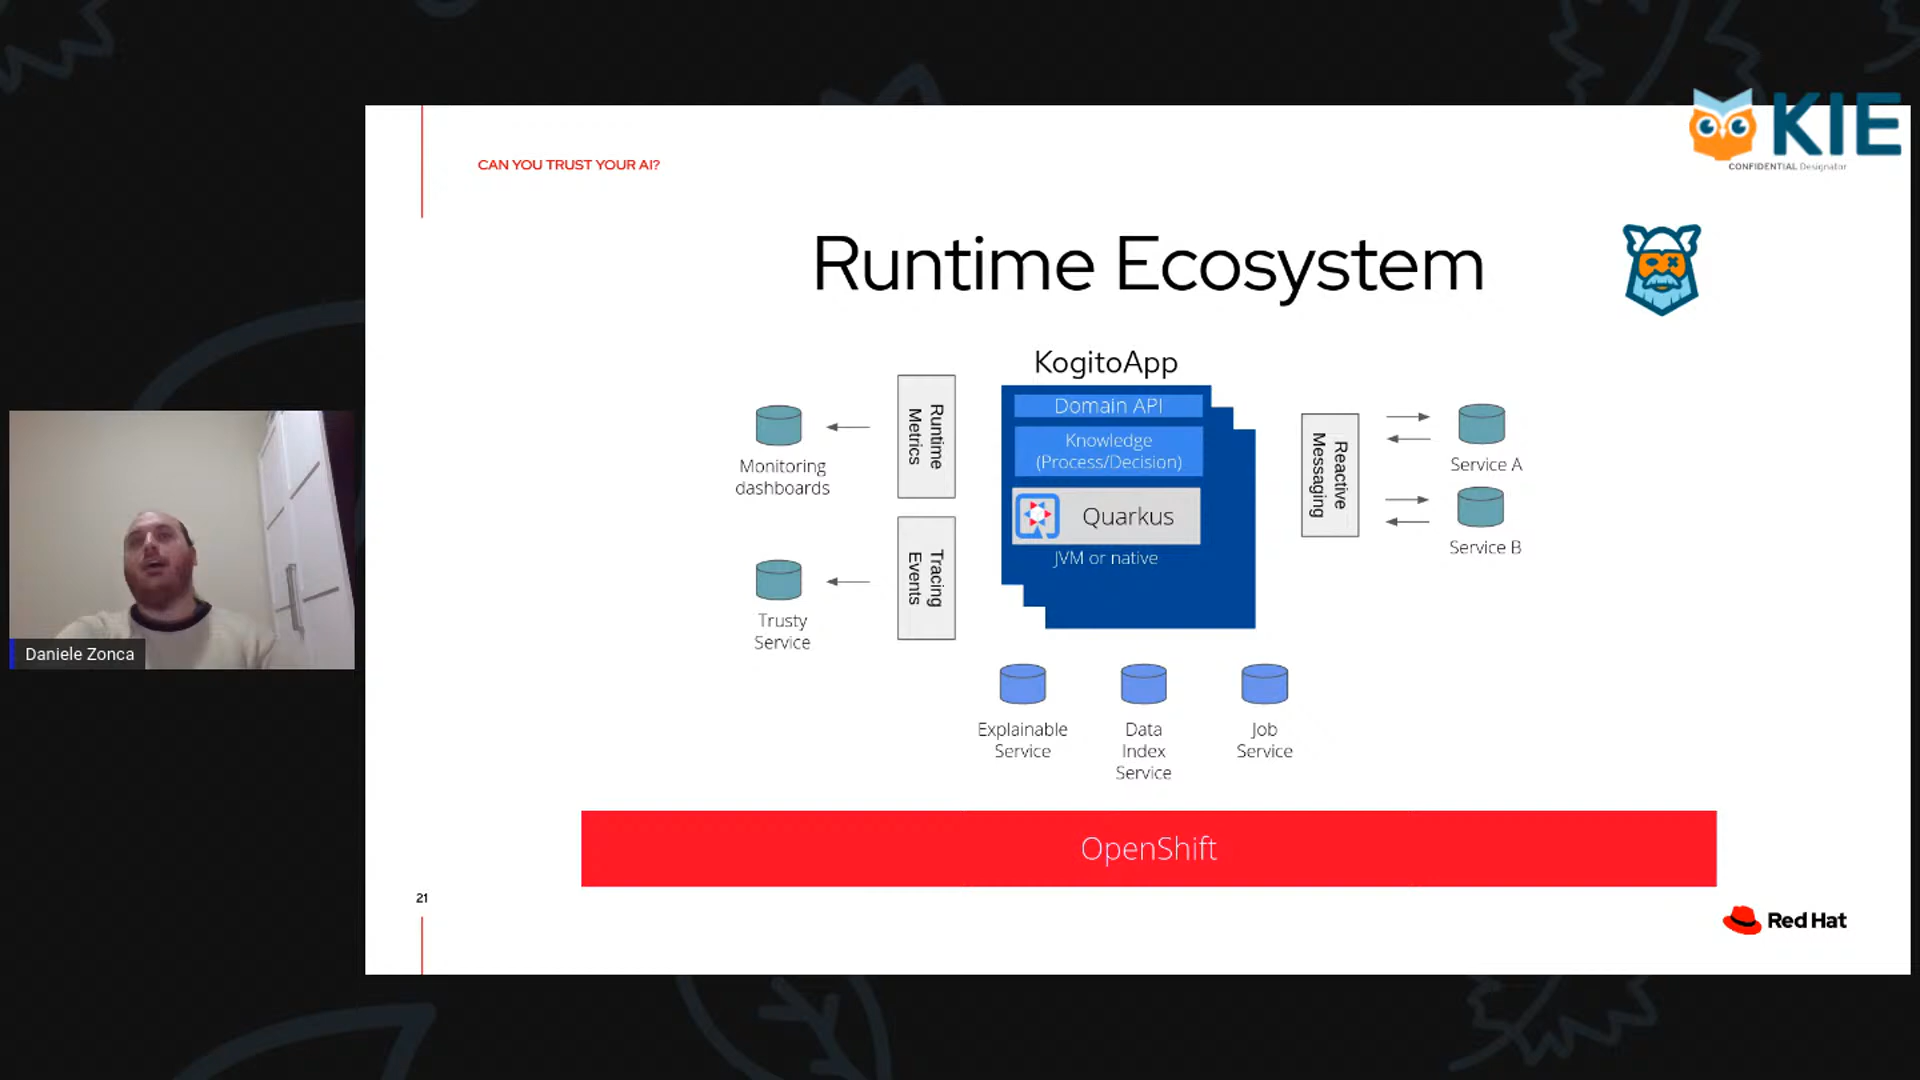 KIE
CONFIDENTIAL Designator
CAN YOU TRUST YOUR AI?
Runtime Ecosystem
KogitoApp
Domain API
Knowledge
(Process/Decision)
Quarkus
JVM or native
Runtime
Metrics
Monitoring
dashboards
Tracing
Events
Trusty
Service
Reactive
Messaging
Service A
Service B
Explainable
Service
Data
Index
Service
Job
Service
OpenShift
21
Red Hat
Daniele Zonca